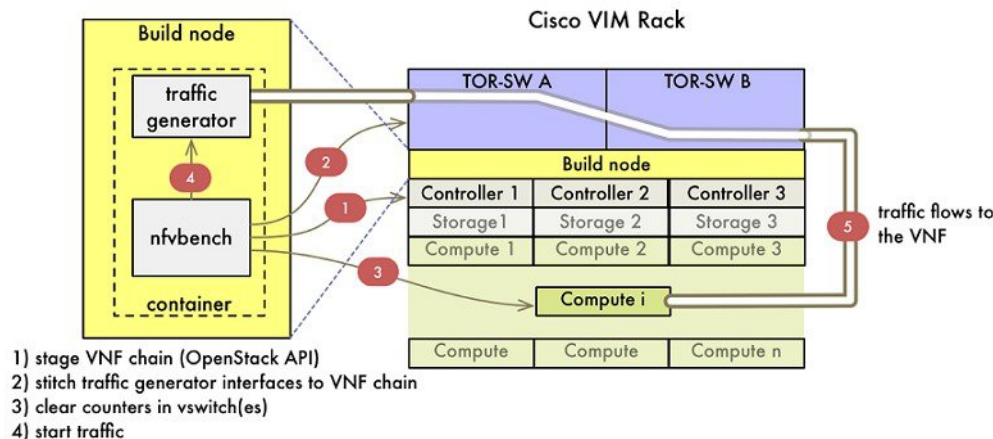 Cisco VIM Rack
Build node
traffic
generator
4
nfvbench
container
2
1
3
TOR-SW A
TOR-SW B
Build node
Controller 1
Controller 2
Controller 3
Storage1
Storage 2
Storage 3
Compute 1
Compute 2
Compute 3
Compute i
Compute
Compute
Compute n
5
traffic flows to
the VNF
1) stage VNF chain (OpenStack API)
2) stitch traffic generator interfaces to VNF chain
3) clear counters in vswitch(es)
4) start traffic